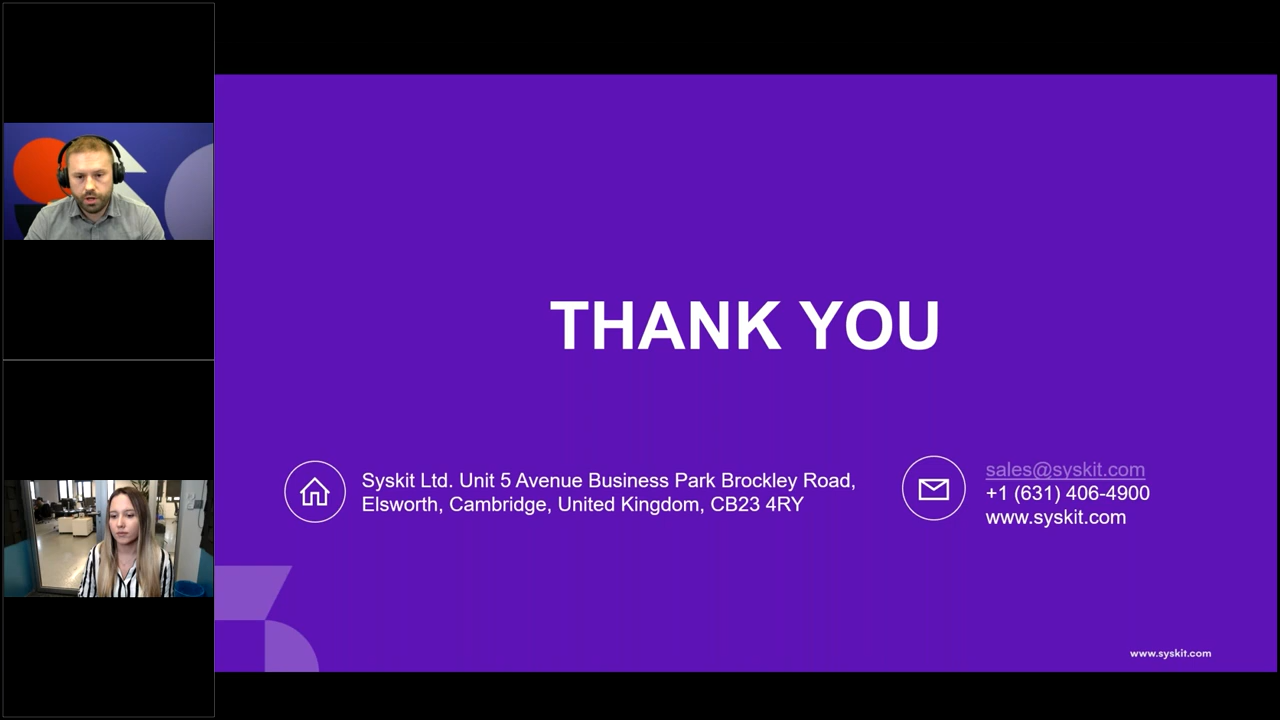 THANK YOU
Syskit Ltd. Unit 5 Avenue Business Park Brockley Road,
Elsworth, Cambridge, United Kingdom, CB23 4RY
sales@syskit.com
+1 (631) 406-4900
www.syskit.com
www.syskit.com